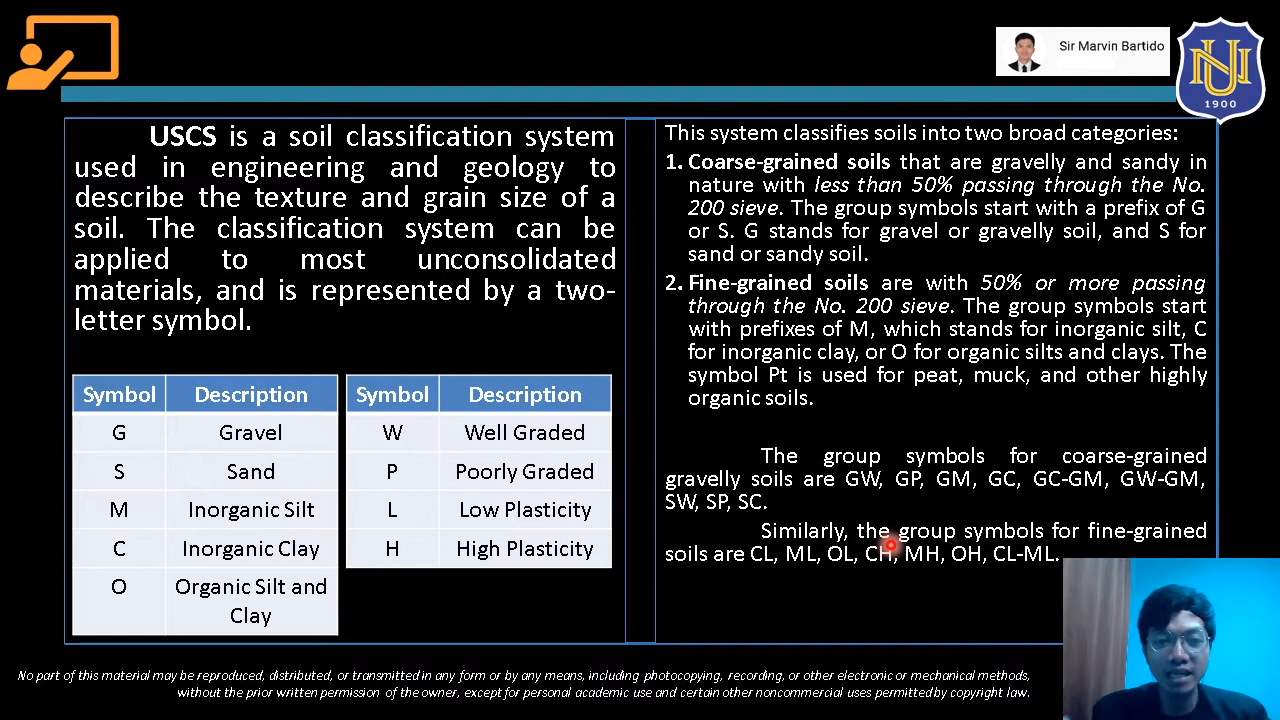 Sir Marvin Bartido
NU
1900
USCS is a soil classification system
used in engineering and geology to
describe the texture and grain size of a
soil. The classification system can be
applied to most unconsolidated
materials, and is represented by a two-
letter symbol.
Symbol Description
G Gravel
S Sand
M Inorganic Silt
C Inorganic Clay
O Organic Silt and
Clay
Symbol Description
W Well Graded
P Poorly Graded
L Low Plasticity
H High Plasticity
This system classifies soils into two broad categories:
1. Coarse-grained soils that are gravelly and sandy in
nature with less than 50% passing through the No.
200 sieve. The group symbols start with a prefix of G
or S. G stands for gravel or gravelly soil, and S for
sand or sandy soil.
2. Fine-grained soils are with 50% or more passing
through the No. 200 sieve. The group symbols start
with prefixes of M, which stands for inorganic silt, C
for inorganic clay, or O for organic silts and clays. The
symbol Pt is used for peat, muck, and other highly
organic soils.
The group symbols for coarse-grained
gravelly soils are GW, GP, GM, GC, GC-GM, GW-GM,
SW, SP, SC.
Similarly, the group symbols for fine-grained
soils are CL, ML, OL, CH, MH, OH, CL-ML.
No part of this material may be reproduced, distributed, or transmitted in any form or by any means, including photocopying, recording, or other electronic or mechanical methods,
without the prior written permission of the owner, except for personal academic use and certain other noncommercial uses permitted by copyright law.